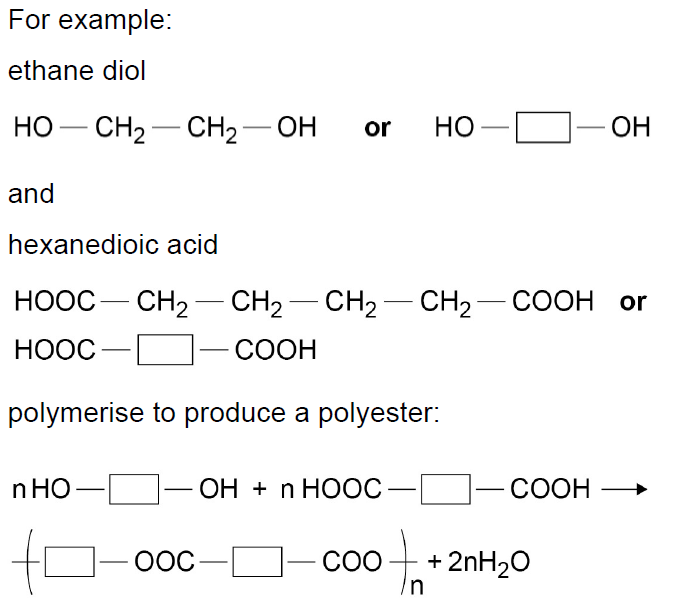 For example:
ethane diol
HO — CH₂ — CH₂ — OH or HO — — OH
and
hexanedioic acid
HOOC — CH₂ — CH₂ — CH₂ — CH₂ — COOH or
HOOC — — COOH
polymerise to produce a polyester:
n HO — — OH + n HOOC — — COOH →
( — OOC — — COO )n + 2nH₂O